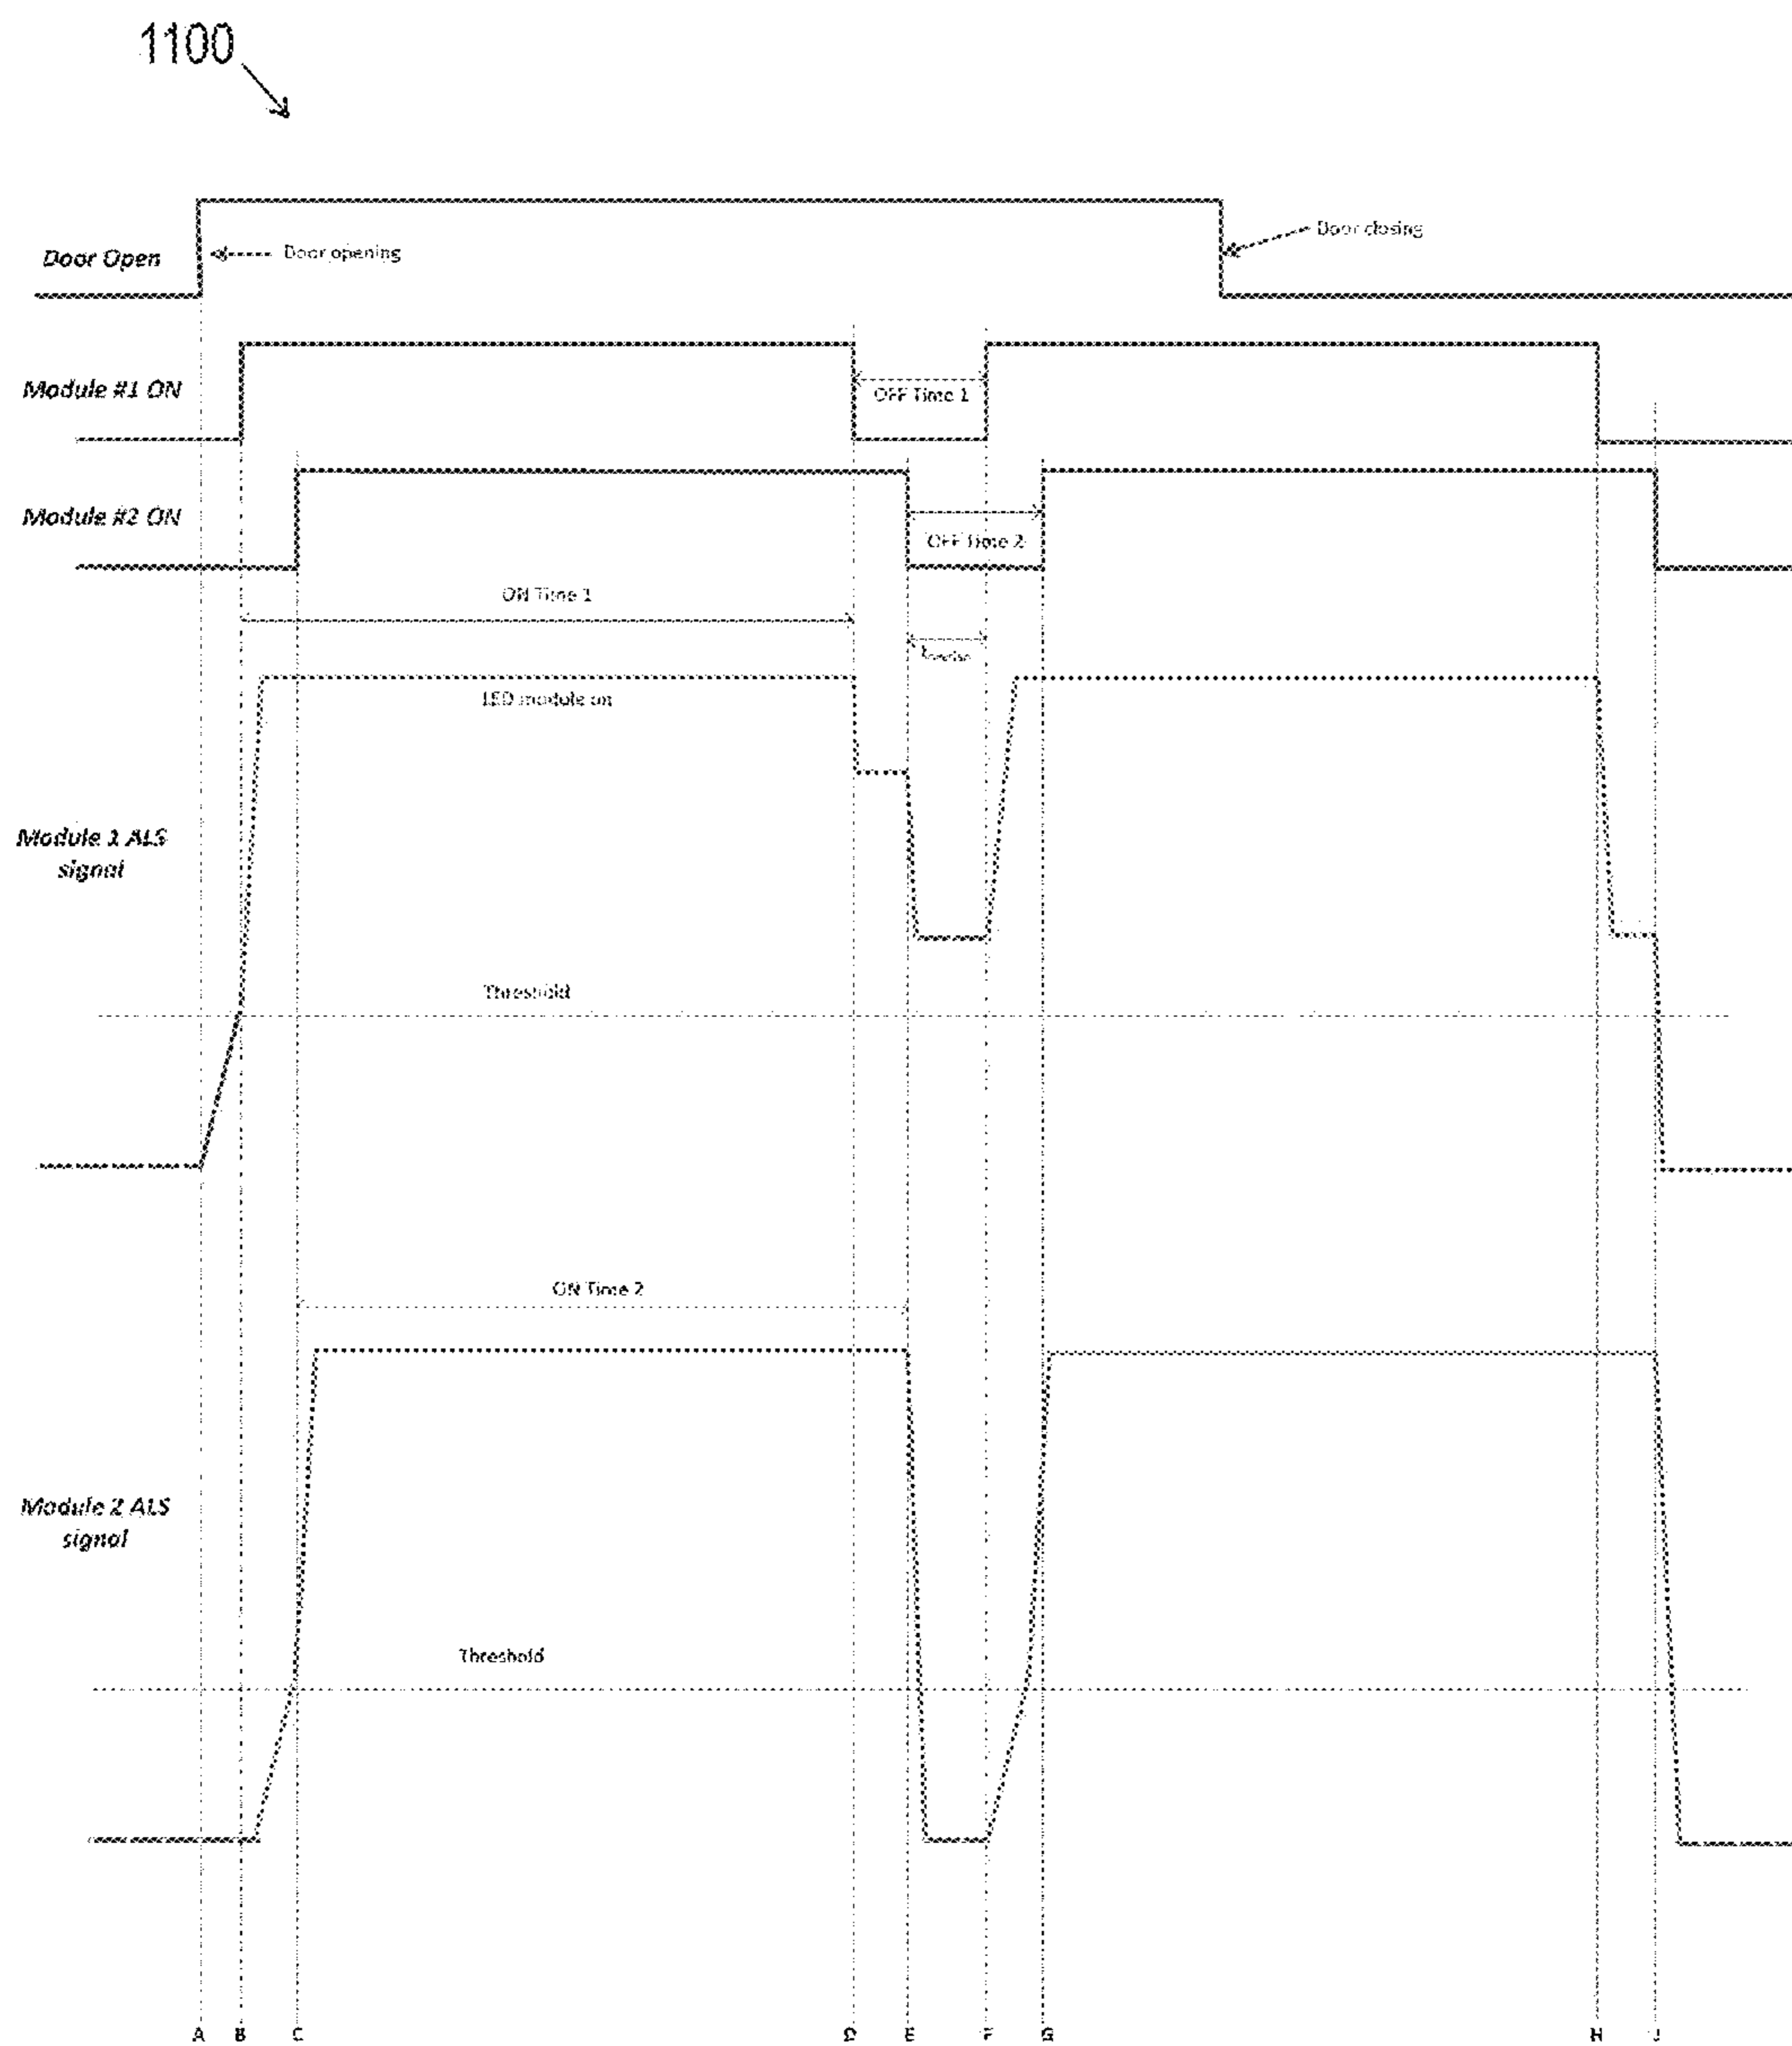 1100
Door Open
Door opening
Door closing
Module #1 ON
OFF Time 1
Module #2 ON
OFF Time 2
ON Time 1
LED module on
Module 1 ALS
signal
Threshold
ON Time 2
Module 2 ALS
signal
Threshold
A B C D E F G H J